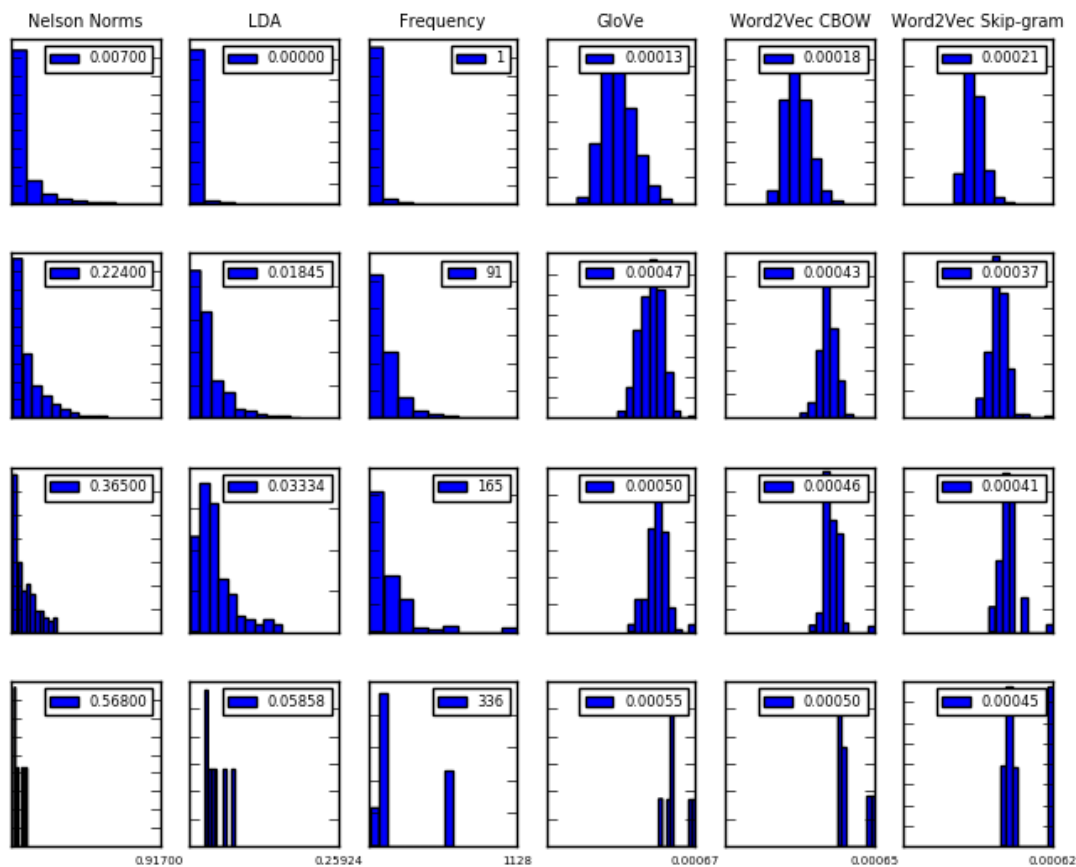 Nelson Norms LDA Frequency GloVe Word2Vec CBOW Word2Vec Skip-gram
0.00700 0.00000 1 0.00013 0.00018 0.00021
0.22400 0.01845 91 0.00047 0.00043 0.00037
0.36500 0.03334 165 0.00050 0.00046 0.00041
0.56800 0.05858 336 0.00055 0.00050 0.00045
0.91700 0.25924 1128 0.00067 0.00065 0.00062